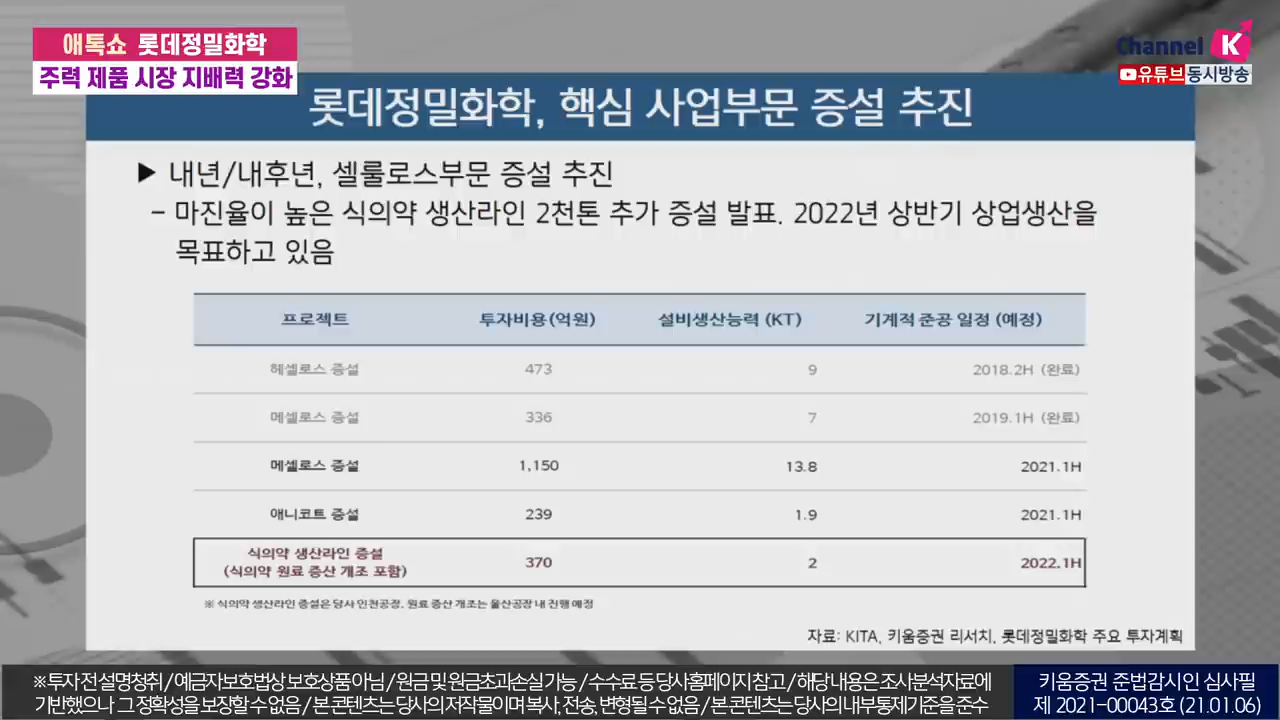 애톡쇼 롯데정밀화학
주력 제품 시장 지배력 강화
Channel K
유튜브동시방송
롯데정밀화학, 핵심 사업부문 증설 추진
▶ 내년/내후년, 셀룰로스부문 증설 추진
– 마진율이 높은 식의약 생산라인 2천톤 추가 증설 발표. 2022년 상반기 상업생산을
목표하고 있음
프로젝트 투자비용(억원) 설비생산능력 (KT) 기계적 준공 일정 (예정)
헤셀로스 증설 473 9 2018.2H (완료)
메셀로스 증설 336 7 2019.1H (완료)
메셀로스 증설 1,150 13.8 2021.1H
애니코트 증설 239 1.9 2021.1H
식의약 생산라인 증설
(식의약 원료 증산 개조 포함) 370 2 2022.1H
※ 식의약 생산라인 증설은 당사 인천공장, 원료 증산 개조는 울산공장 내 진행 예정
자료: KITA, 키움증권 리서치, 롯데정밀화학 주요 투자계획
※ 투자 전 설명청취 / 예금자보호법상 보호상품 아님 / 원금 및 원금초과손실 가능 / 수수료 등 당사 홈페이지 참고 / 해당 내용은 조사분석자료에
기반했으나 그 정확성을 보장할 수 없음 / 본 콘텐츠는 당사의 저작물이며 복사, 전송, 변형될 수 없음 / 본 콘텐츠는 당사의 내부통제기준을 준수
키움증권 준법감시인 심사필
제 2021-00043호 (21.01.06)